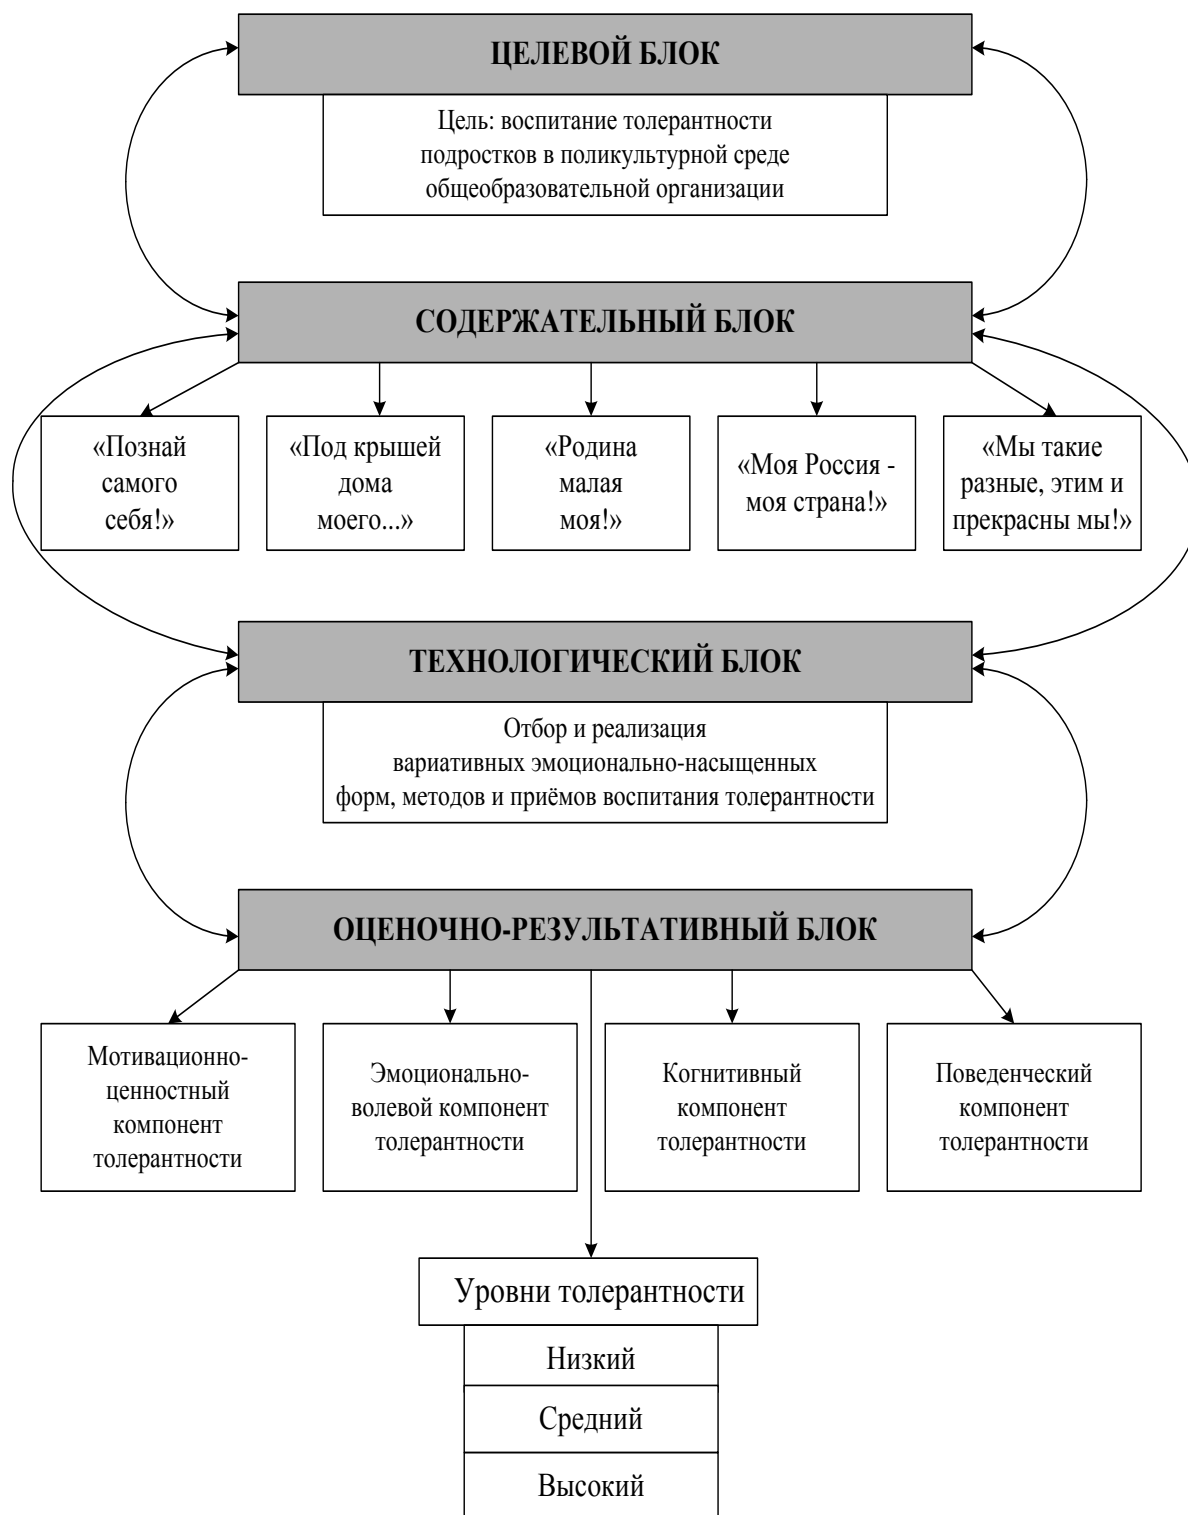 ЦЕЛЕВОЙ БЛОК
Цель: воспитание толерантности
подростков в поликультурной среде
общеобразовательной организации
СОДЕРЖАТЕЛЬНЫЙ БЛОК
«Познай
самого
себя!»
«Под крышей
дома
моего...»
«Родина
малая
моя!»
«Моя Россия -
моя страна!»
«Мы такие
разные, этим и
прекрасны мы!»
ТЕХНОЛОГИЧЕСКИЙ БЛОК
Отбор и реализация
вариативных эмоционально-насыщенных
форм, методов и приёмов воспитания толерантности
ОЦЕНОЧНО-РЕЗУЛЬТАТИВНЫЙ БЛОК
Мотивационно-
ценностный
компонент
толерантности
Эмоционально-
волевой компонент
толерантности
Когнитивный
компонент
толерантности
Поведенческий
компонент
толерантности
Уровни толерантности
Низкий
Средний
Высокий